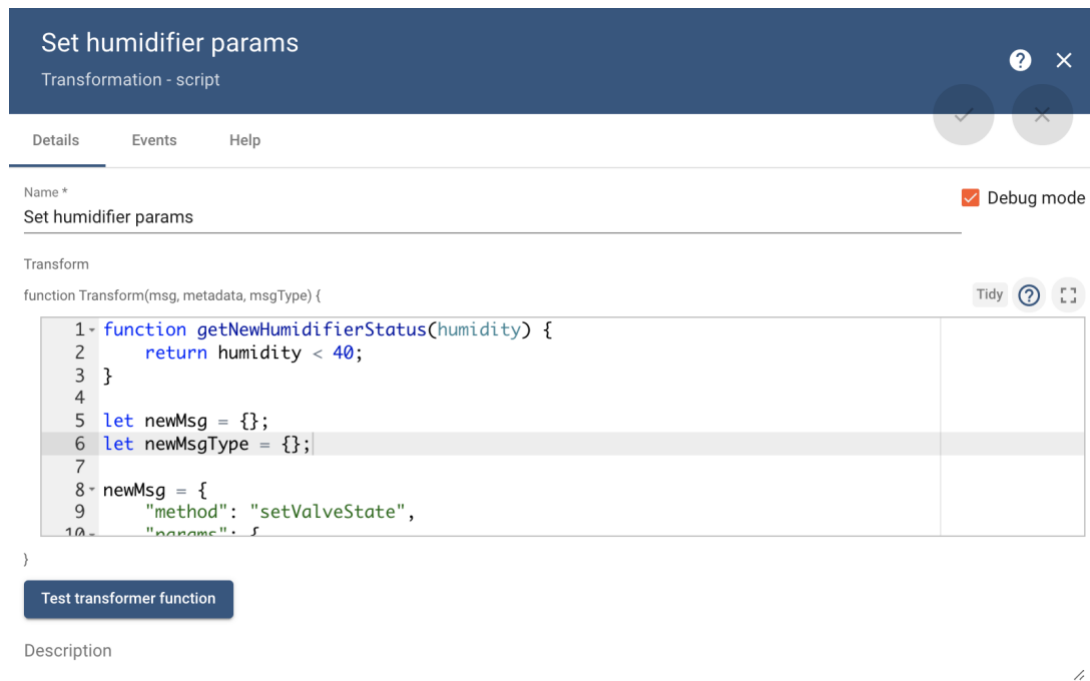 Set humidifier params
Transformation - script
Details Events Help
Name *
Set humidifier params
Debug mode
Transform
function Transform(msg, metadata, msgType) {
Tidy
1 function getNewHumidifierStatus(humidity) {
2 return humidity < 40;
3 }
4
5 let newMsg = {};
6 let newMsgType = {};
7
8 newMsg = {
9 "method": "setValveState",
10 "params": {
}
Test transformer function
Description